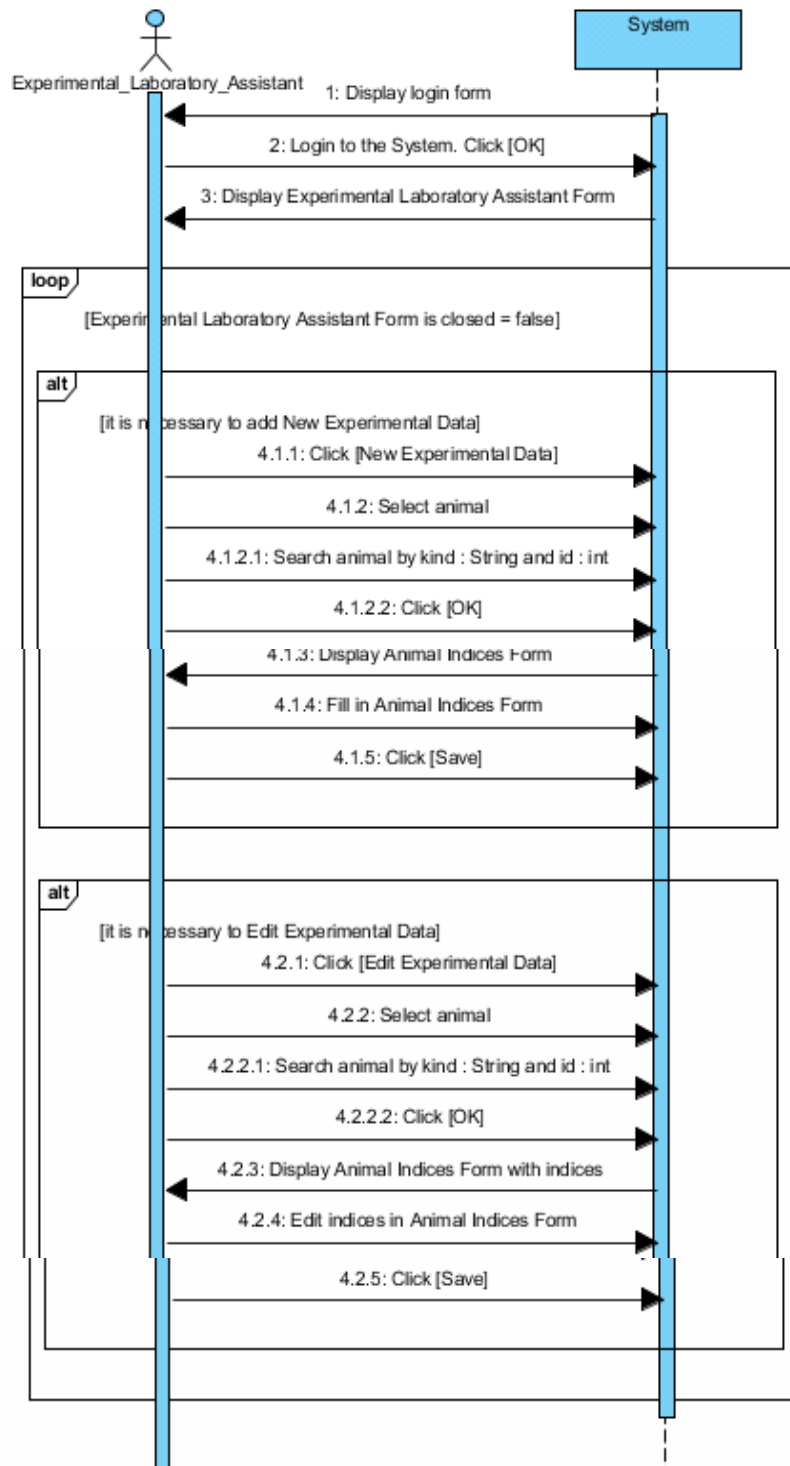 System
Experimental_Laboratory_Assistant
1: Display login form
2: Login to the System. Click [OK]
3: Display Experimental Laboratory Assistant Form
loop
[Experimental Laboratory Assistant Form is closed = false]
alt
[it is necessary to add New Experimental Data]
4.1.1: Click [New Experimental Data]
4.1.2: Select animal
4.1.2.1: Search animal by kind : String and id : int
4.1.2.2: Click [OK]
4.1.3: Display Animal Indices Form
4.1.4: Fill in Animal Indices Form
4.1.5: Click [Save]
alt
[it is necessary to Edit Experimental Data]
4.2.1: Click [Edit Experimental Data]
4.2.2: Select animal
4.2.2.1: Search animal by kind : String and id : int
4.2.2.2: Click [OK]
4.2.3: Display Animal Indices Form with indices
4.2.4: Edit indices in Animal Indices Form
4.2.5: Click [Save]